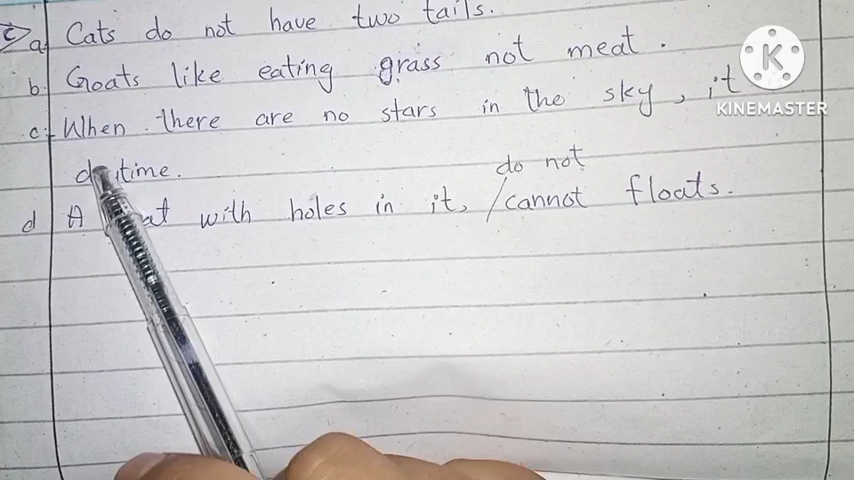 c a. Cats do not have two tails.
b. Goats like eating grass not meat.
c. When there are no stars in the sky, it
time.
do not
d A with holes in it, / cannot floats.
K
KINEMASTER